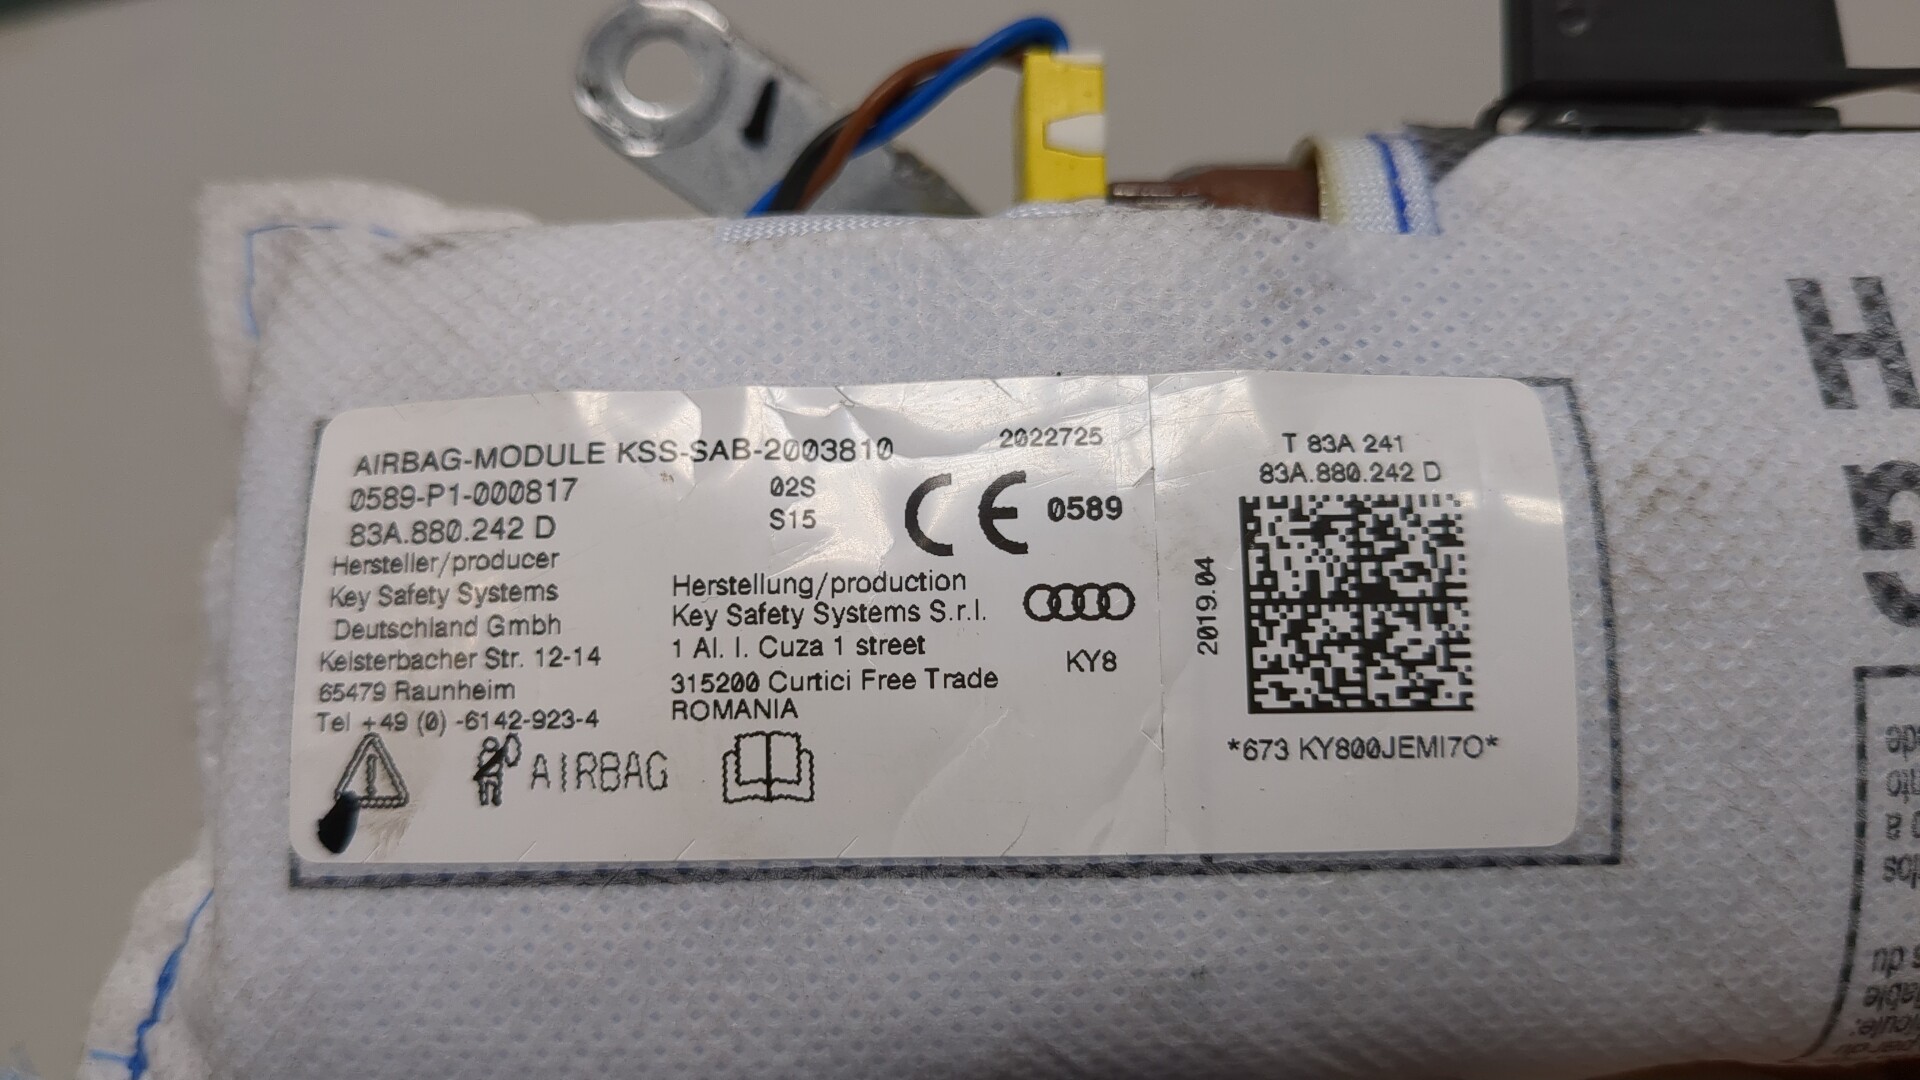 AIRBAG-MODULE KSS-SAB-2003810
2022725
0589-P1-000817
02S
83A.880.242 D
S15
CE 0589
Hersteller/producer
Key Safety Systems
Deutschland Gmbh
Kelsterbacher Str. 12-14
65479 Raunheim
Tel +49 (0) -6142-923-4
Herstellung/production
Key Safety Systems S.r.l.
1 Al. I. Cuza 1 street
315200 Curtici Free Trade
ROMANIA
KY8
AIRBAG
2019.04
T 83A 241
83A.880.242 D
*673 KY800JEMI7O*
H